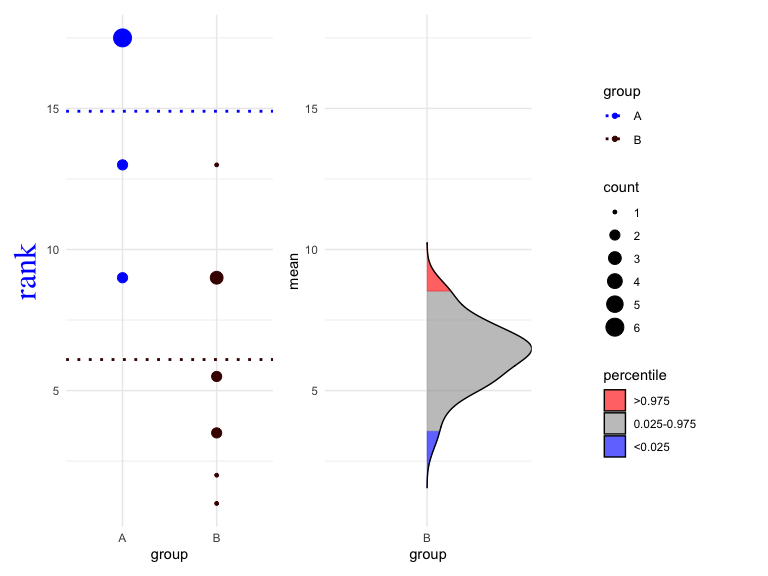 rank
15
10
5
A
B
group
mean
15
10
5
B
group
group
A
B
count
1
2
3
4
5
6
percentile
>0.975
0.025-0.975
<0.025